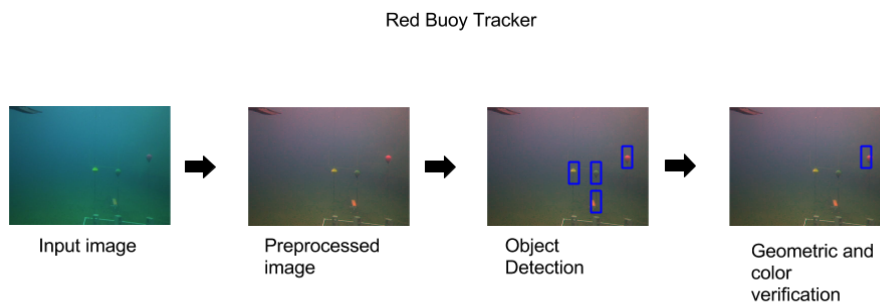 Red Buoy Tracker
Input image
Preprocessed
image
Object
Detection
Geometric and
color
verification